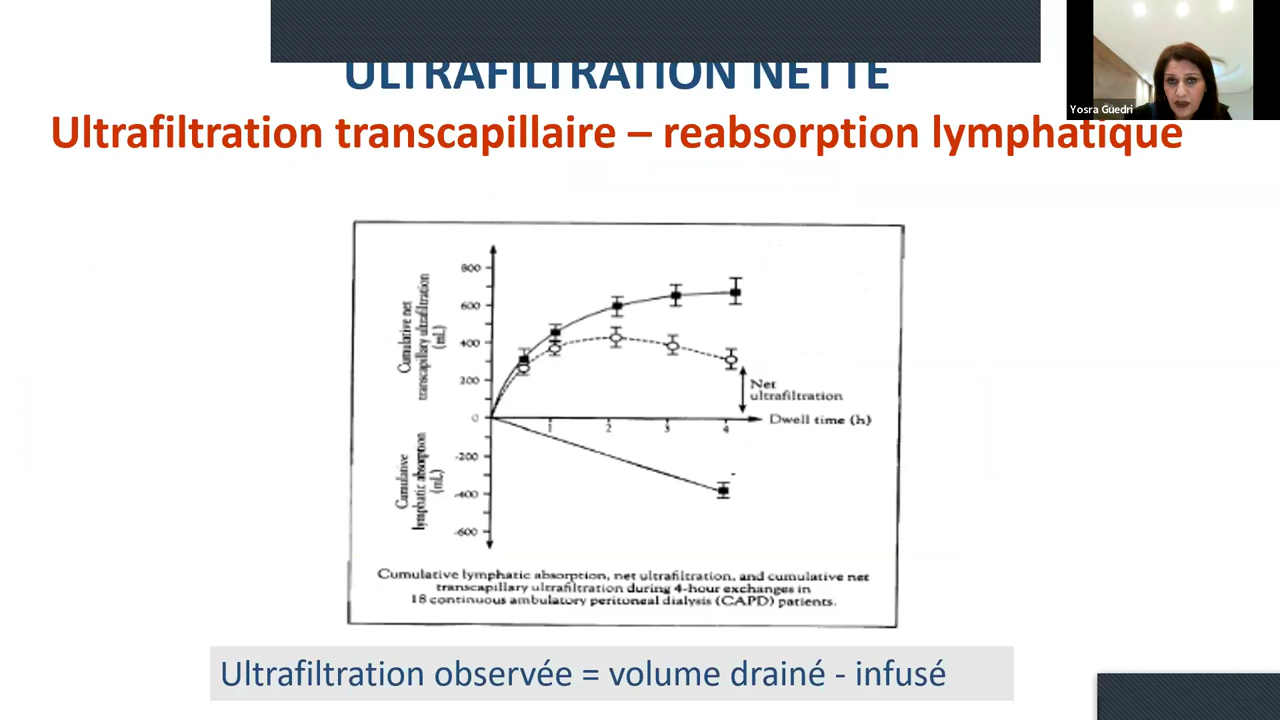 ULTRAFILTRATION NETTE
Yosra Guedri
Ultrafiltration transcapillaire – reabsorption lymphatique
Cumulative net
transcapillary ultrafiltration
(mL)
800
600
400
200
0
-200
-400
-600
1
2
3
4
Net
ultrafiltration
Dwell time (h)
Cumulative
lymphatic absorption
(mL)
Cumulative lymphatic absorption, net ultrafiltration, and cumulative net
transcapillary ultrafiltration during 4-hour exchanges in
18 continuous ambulatory peritoneal dialysis (CAPD) patients.
Ultrafiltration observée = volume drainé - infusé